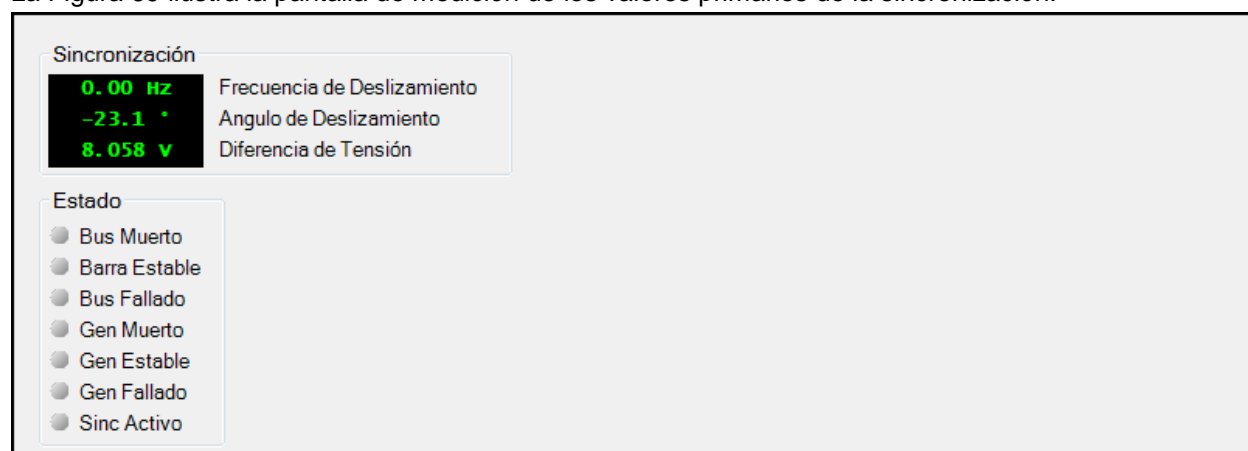 Sincronización
0.00 Hz Frecuencia de Deslizamiento
-23.1 ° Angulo de Deslizamiento
8.058 V Diferencia de Tensión
Estado
Bus Muerto
Barra Estable
Bus Fallado
Gen Muerto
Gen Estable
Gen Fallado
Sinc Activo